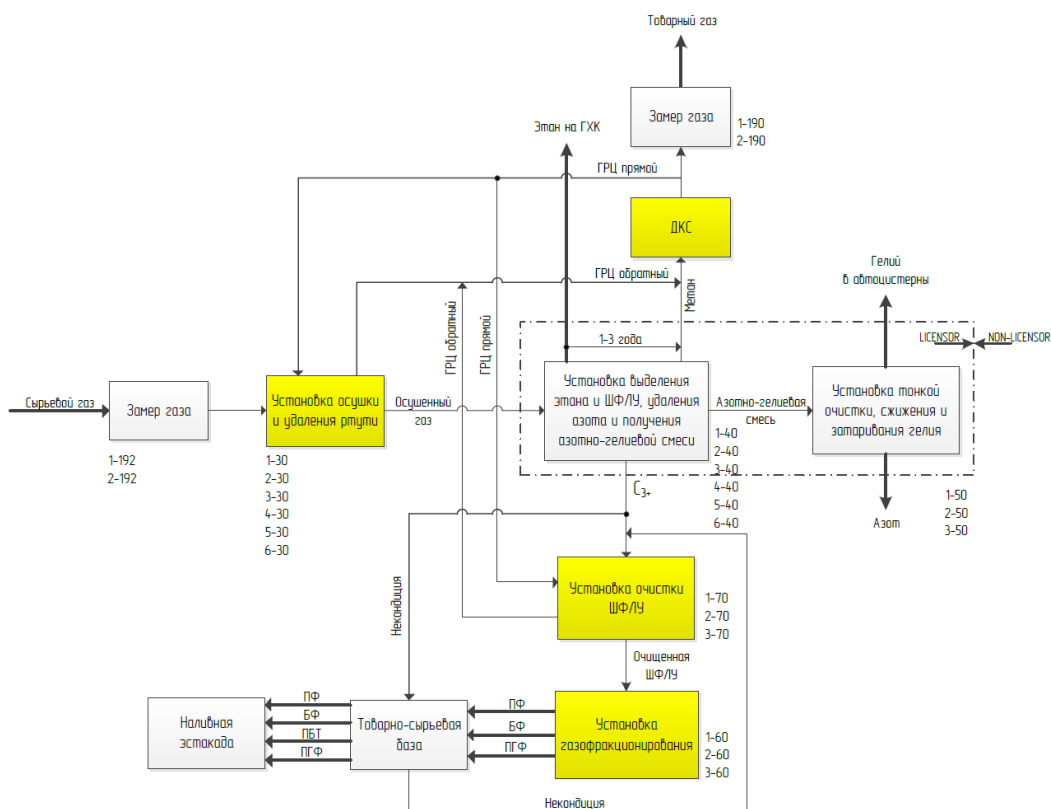 Товарный газ
Замер газа
1-190
2-190
Этан на ГХК
ГРЦ прямой
ДКС
Гелий
в автоцистерны
ГРЦ обратный
Метан
ГРЦ обратный
ГРЦ прямой
1-3 года
LICENSOR
NON-LICENSOR
Сырьевой газ
Замер газа
1-192
2-192
Установка осушки
и удаления ртути
1-30
2-30
3-30
4-30
5-30
6-30
Осушенный
газ
Установка выделения
этана и ШФЛУ, удаления
азота и получения
азотно-гелиевой смеси
Азотно-гелиевая
смесь
1-40
2-40
3-40
4-40
5-40
6-40
Установка тонкой
очистки, сжижения и
затаривания гелия
1-50
2-50
3-50
Азот
C3+
Некондиция
Установка очистки
ШФЛУ
1-70
2-70
3-70
Очищенная
ШФЛУ
Наливная
эстакада
ПФ
БФ
ПБТ
ПГФ
Товарно-сырьевая
база
ПФ
БФ
ПГФ
Установка
газофракционирования
1-60
2-60
3-60
Некондиция